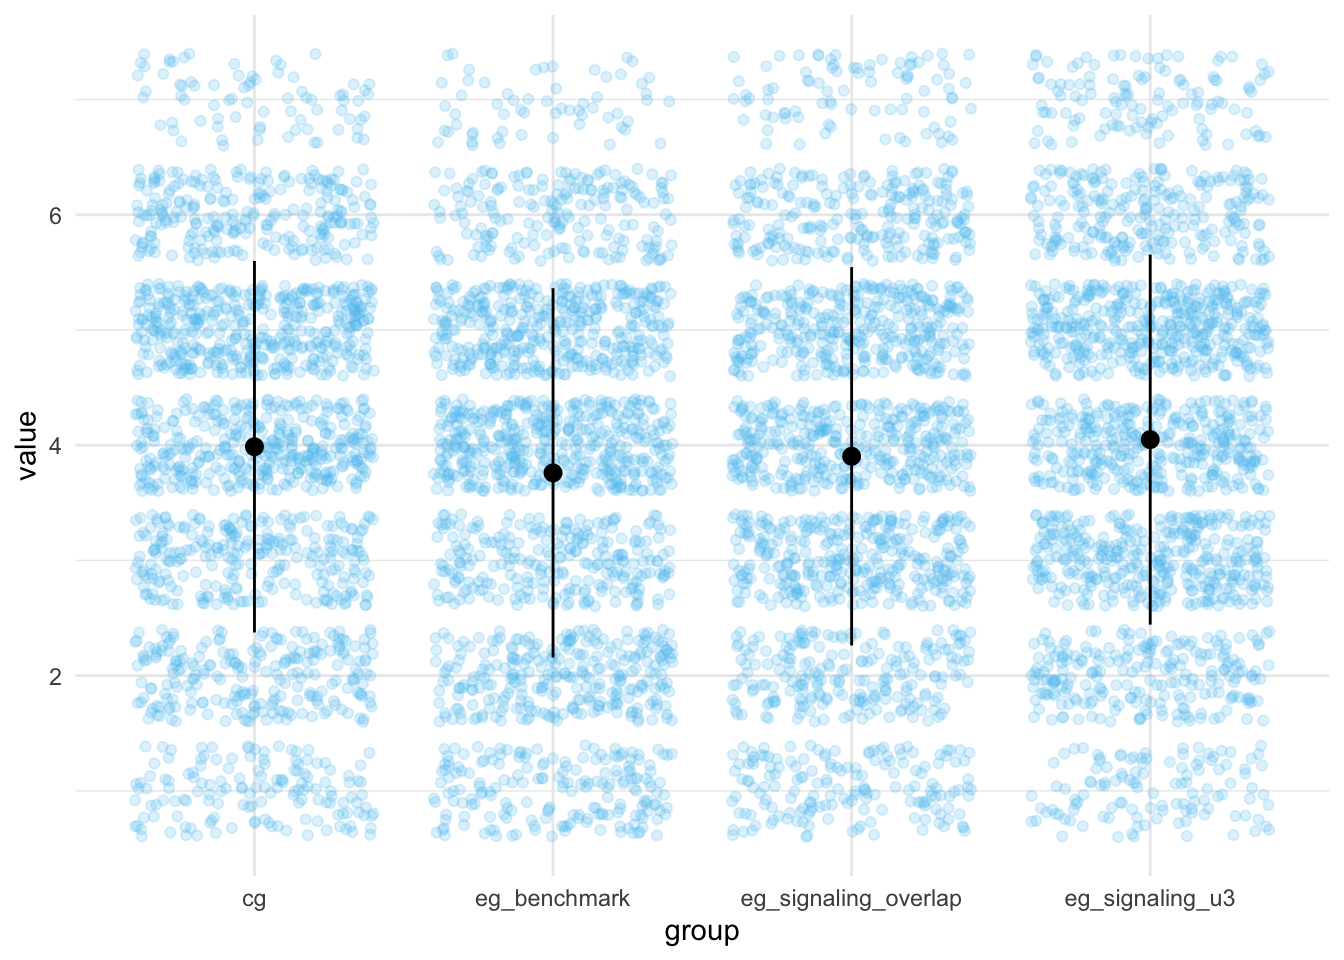 value
6
4
2
cg
eg_benchmark
eg_signaling_overlap
eg_signaling_u3
group